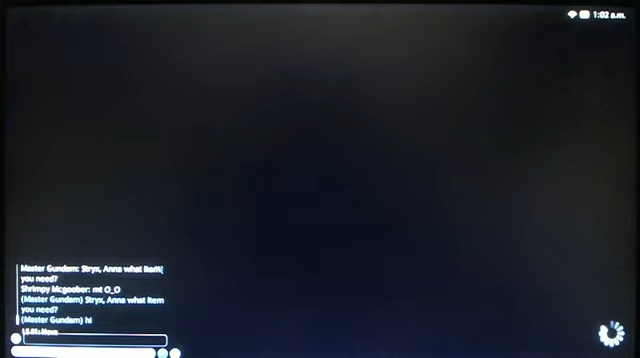 1:02 a.m.
Master Gundam: Stryx, Anna what item
you need?
Shrimpy Mcgoober: mt O_O
(Master Gundam) Stryx, Anna what item
you need?
(Master Gundam) hi